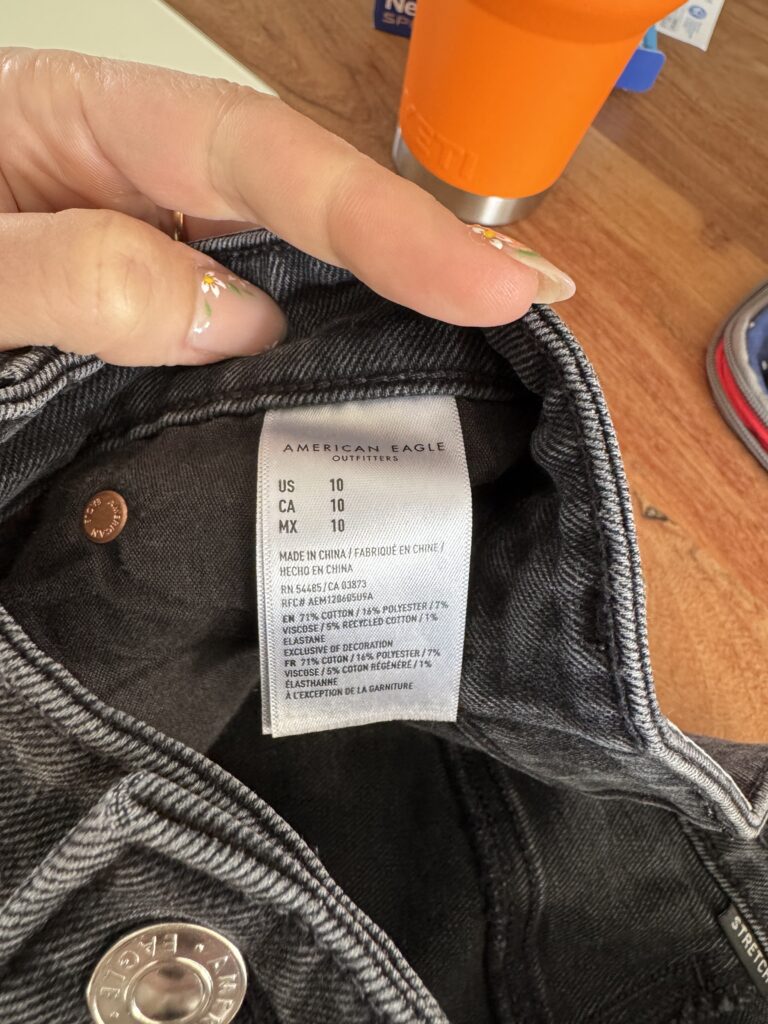 Ne
SP
YETI
AMERICAN EAGLE
OUTFITTERS
US 10
CA 10
MX 10
MADE IN CHINA / FABRIQUÉ EN CHINE /
HECHO EN CHINA
RN 54485/CA 03873
RFC# AEM120605U9A
EN 71% COTTON / 16% POLYESTER / 7%
VISCOSE / 5% RECYCLED COTTON / 1%
ELASTANE
EXCLUSIVE OF DECORATION
FR 71% COTON / 16% POLYESTER / 7%
VISCOSE / 5% COTON RÉGÉNÉRÉ / 1%
ÉLASTHANNE
À L'EXCEPTION DE LA GARNITURE
AMERICAN
EAGLE
STRETCH